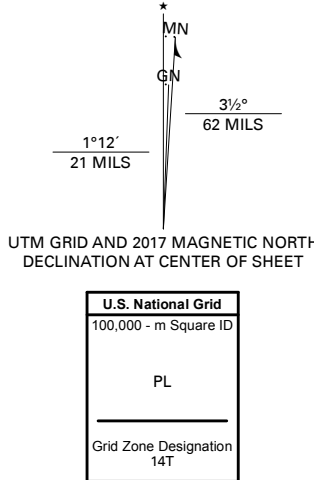 MN
GN
3½°
62 MILS
1°12´
21 MILS
UTM GRID AND 2017 MAGNETIC NORTH
DECLINATION AT CENTER OF SHEET
U.S. National Grid
100,000 - m Square ID
PL
Grid Zone Designation
14T